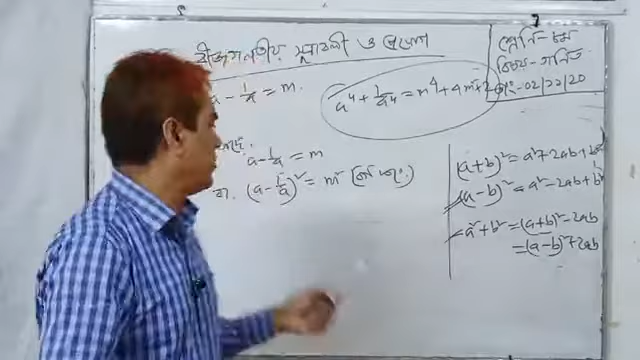 বীজগণিতীয় সূত্রাবলী ও প্রয়োগ
শ্রেণি-৮ম
বিষয়-গণিত
-02/12/20
a - 1/a = m.
a⁴ + 1/a⁴ = m⁴ + 4m² + 2
a - 1/a = m
বা, (a - 1/a)² = m²
(a+b)² = a²+2ab+b²
(a-b)² = a²-2ab+b²
a²+b² = (a+b)²-2ab
= (a-b)²+2ab